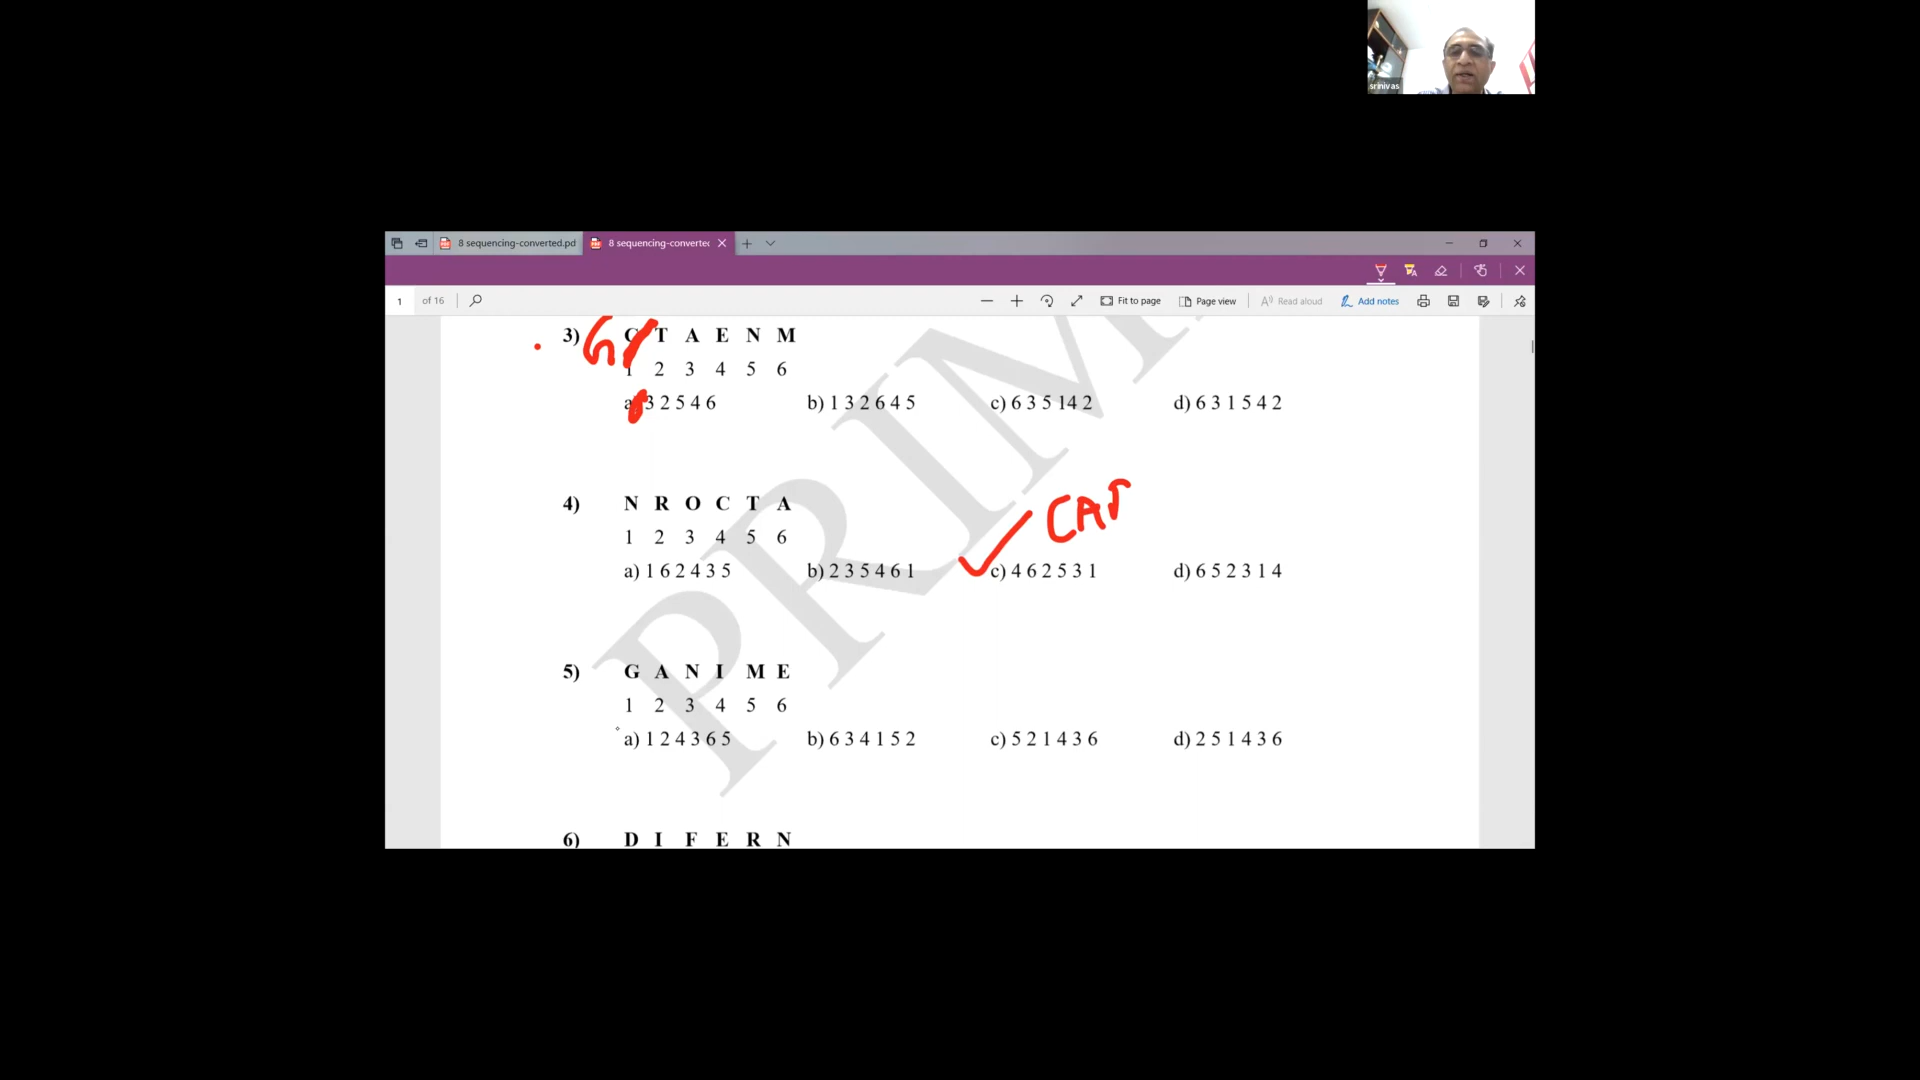 srinivas
8 sequencing-converted.pd
8 sequencing-convertec
1 of 16
Fit to page
Page view
Read aloud
Add notes
3) T A E N M
1 2 3 4 5 6
3 2 5 4 6 b) 1 3 2 6 4 5 c) 6 3 5 14 2 d) 6 3 1 5 4 2
4) N R O C T A
1 2 3 4 5 6
a) 1 6 2 4 3 5 b) 2 3 5 4 6 1 c) 4 6 2 5 3 1 d) 6 5 2 3 1 4
5) G A N I M E
1 2 3 4 5 6
a) 1 2 4 3 6 5 b) 6 3 4 1 5 2 c) 5 2 1 4 3 6 d) 2 5 1 4 3 6
6) D I F E R N
PRIM